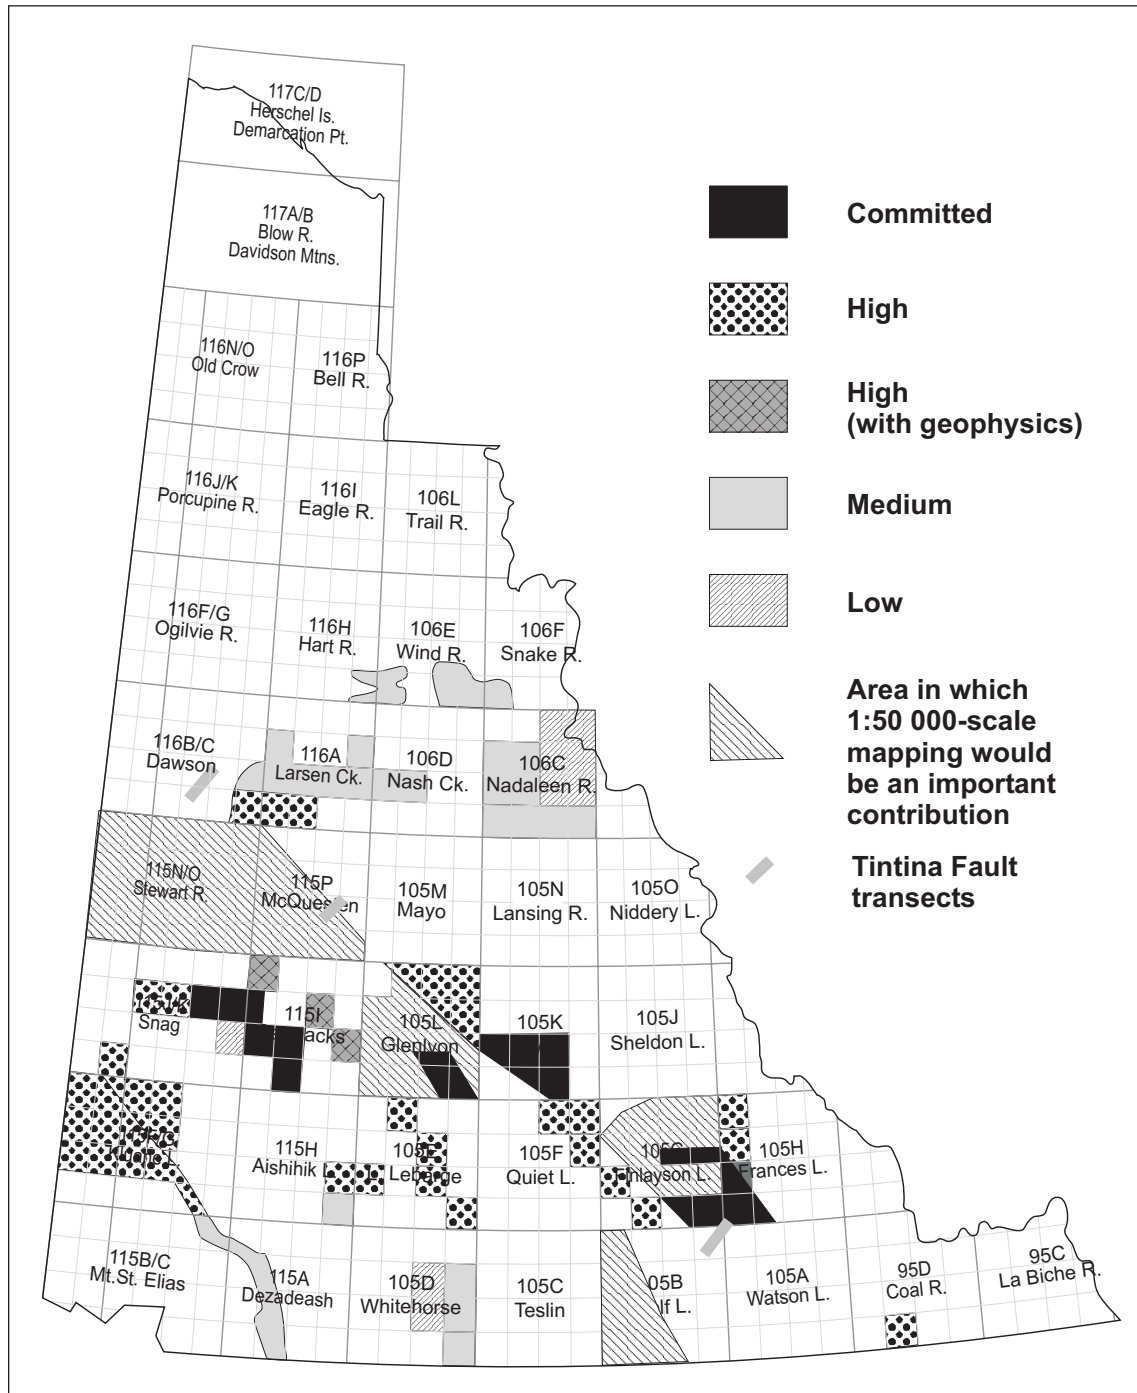 117C/D
Herschel Is.
Demarcation Pt.
117A/B
Blow R.
Davidson Mtns.
116N/O
Old Crow
116P
Bell R.
116J/K
Porcupine R.
116I
Eagle R.
106L
Trail R.
116F/G
Ogilvie R.
116H
Hart R.
106E
Wind R.
106F
Snake R.
116B/C
Dawson
116A
Larsen Ck.
106D
Nash Ck.
106C
Nadaleen R.
115N/O
Stewart R.
115P
McQuesten
105M
Mayo
105N
Lansing R.
105O
Niddery L.
Snag
105L
Glenlyon
105K
105J
Sheldon L.
115H
Aishihik L.
Leberge
105F
Quiet L.
105G
Finlayson L.
105H
Frances L.
115B/C
Mt.St. Elias
115A
Dezadeash
105D
Whitehorse
105C
Teslin
05B
lf L.
105A
Watson L.
95D
Coal R.
95C
La Biche R.
Committed
High
High
(with geophysics)
Medium
Low
Area in which
1:50 000-scale
mapping would
be an important
contribution
Tintina Fault
transects